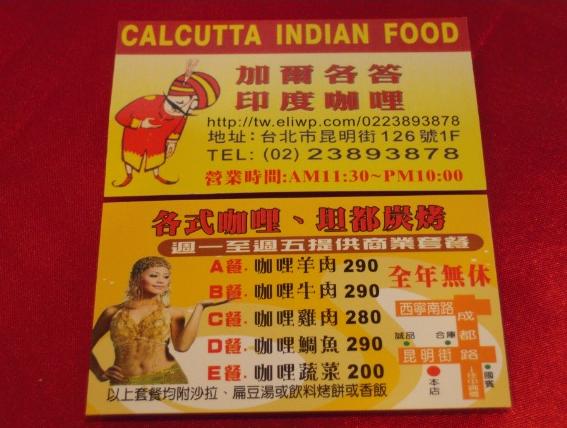 CALCUTTA INDIAN FOOD
加爾各答
印度咖哩
http://tw.eliwp.com/0223893878
地址:台北市昆明街126號1F
TEL: (02) 23893878
營業時間:AM11:30~PM10:00
各式咖哩、坦都炭烤
週一至週五提供商業套餐
A餐. 咖哩羊肉 290
B餐. 咖哩牛肉 290
C餐. 咖哩雞肉 280
D餐. 咖哩鯛魚 290
E餐. 咖哩蔬菜 200
以上套餐均附沙拉、扁豆湯或飲料烤餅或香飯
全年無休
西寧南路
誠品
合庫
昆明街
成都路
本店
國賓